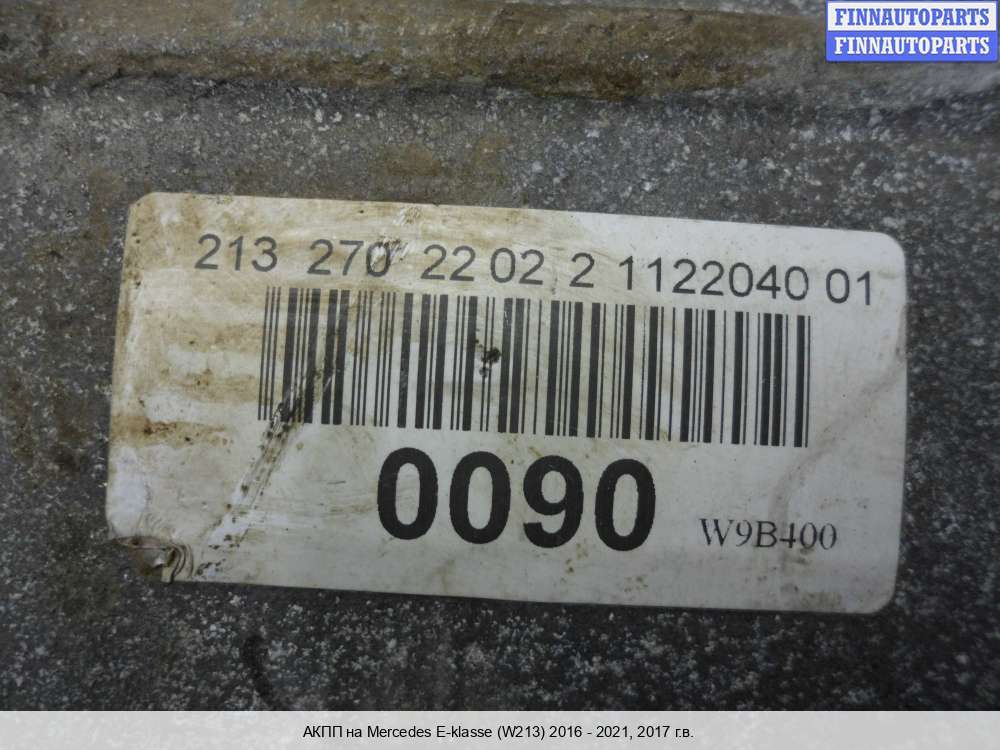 FINNAUTOPARTS
FINNAUTOPARTS
213 270 22 02 2 1122040 01
0090 W9B400
АКПП на Mercedes E-klasse (W213) 2016 - 2021, 2017 г.в.